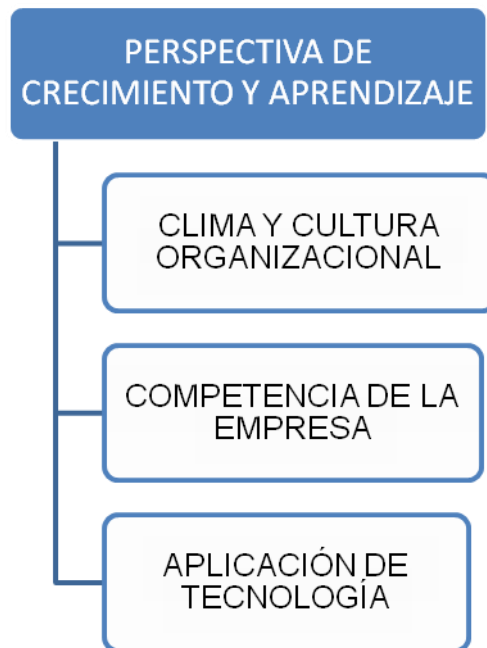 PERSPECTIVA DE
CRECIMIENTO Y APRENDIZAJE
CLIMA Y CULTURA
ORGANIZACIONAL
COMPETENCIA DE LA
EMPRESA
APLICACIÓN DE
TECNOLOGÍA